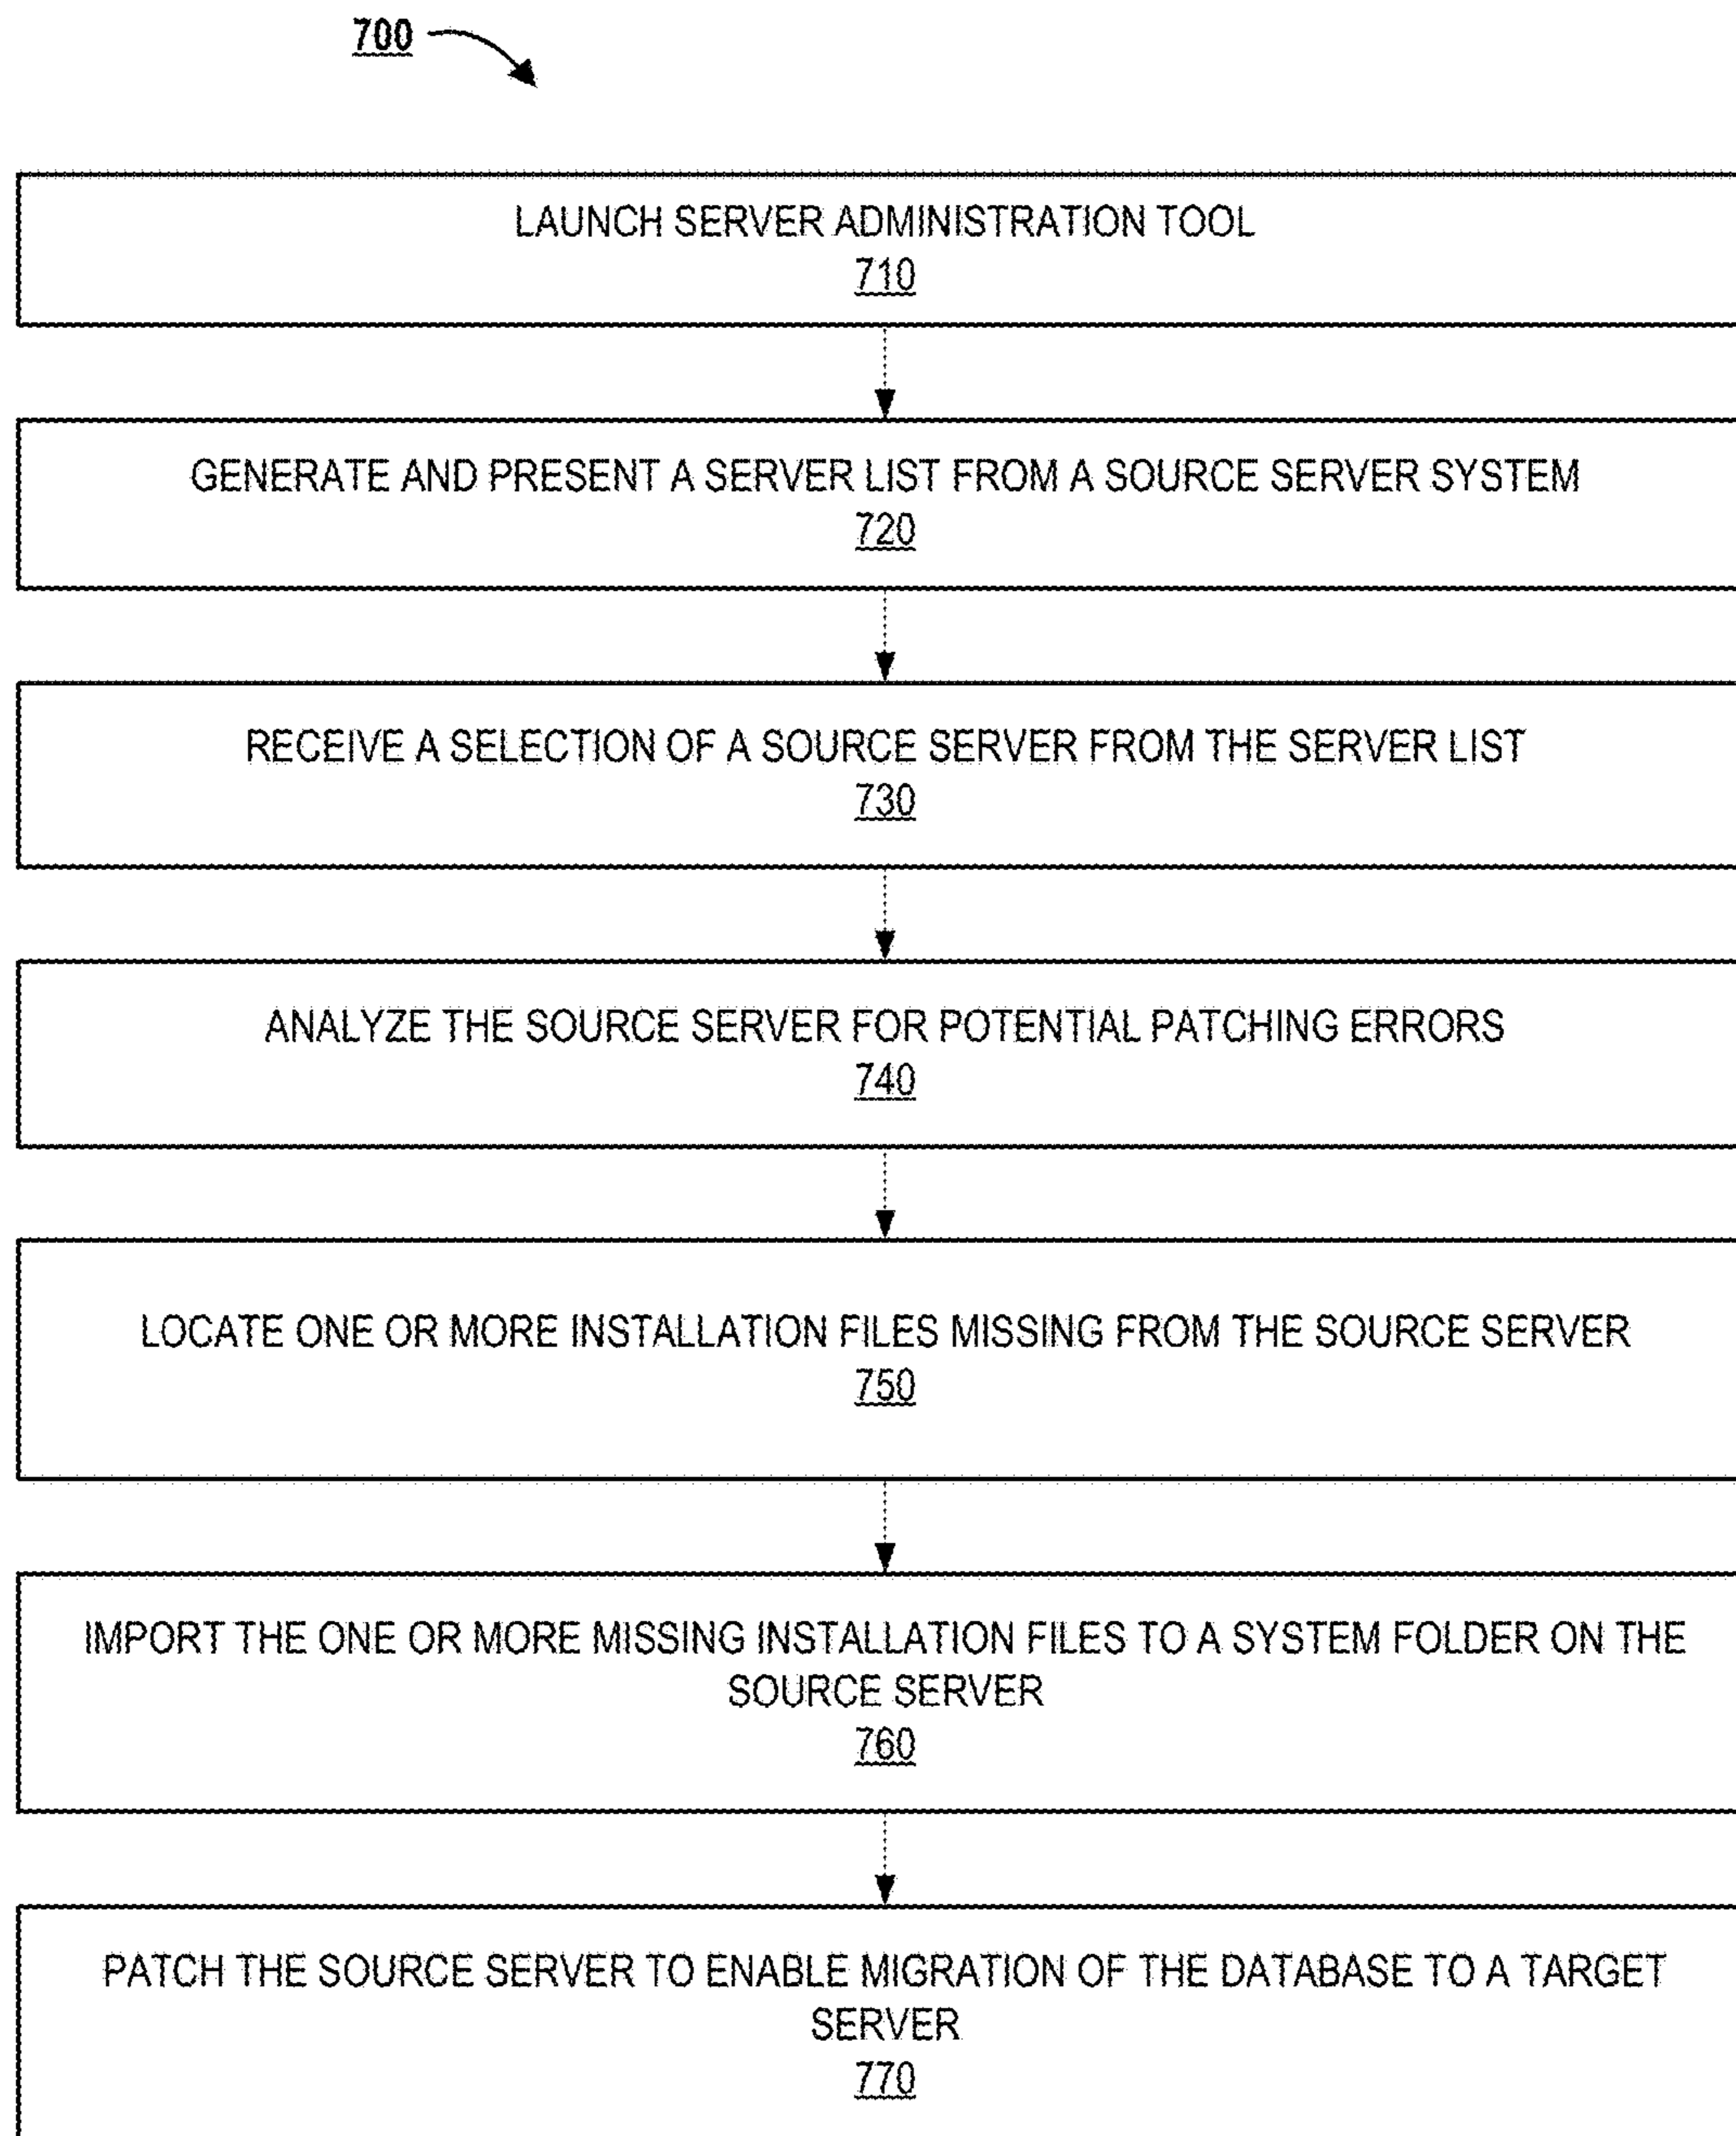 700
LAUNCH SERVER ADMINISTRATION TOOL
710
GENERATE AND PRESENT A SERVER LIST FROM A SOURCE SERVER SYSTEM
720
RECEIVE A SELECTION OF A SOURCE SERVER FROM THE SERVER LIST
730
ANALYZE THE SOURCE SERVER FOR POTENTIAL PATCHING ERRORS
740
LOCATE ONE OR MORE INSTALLATION FILES MISSING FROM THE SOURCE SERVER
750
IMPORT THE ONE OR MORE MISSING INSTALLATION FILES TO A SYSTEM FOLDER ON THE
SOURCE SERVER
760
PATCH THE SOURCE SERVER TO ENABLE MIGRATION OF THE DATABASE TO A TARGET
SERVER
770